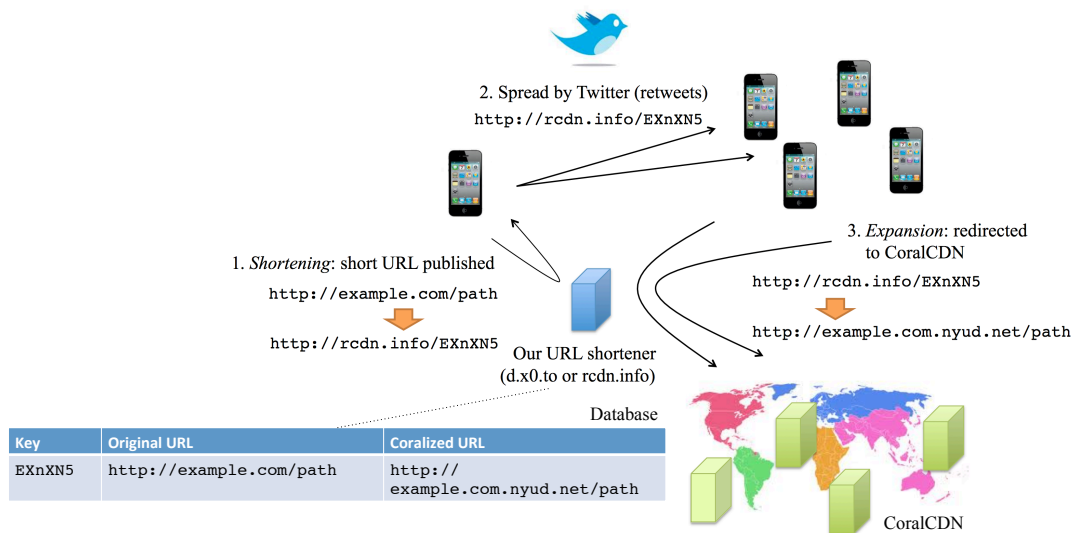 2. Spread by Twitter (retweets)
http://rcdn.info/EXnXN5
1. Shortening: short URL published
http://example.com/path
http://rcdn.info/EXnXN5
3. Expansion: redirected
to CoralCDN
http://rcdn.info/EXnXN5
http://example.com.nyud.net/path
Our URL shortener
(d.x0.to or rcdn.info)
Database
Key Original URL Coralized URL
EXnXN5 http://example.com/path http://
example.com.nyud.net/path
CoralCDN